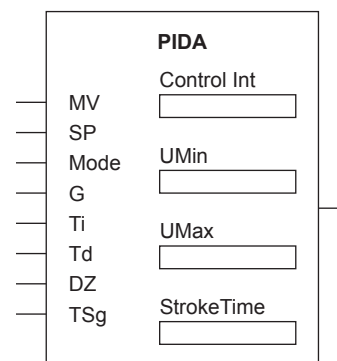 PIDA
Control Int
MV
SP
Mode
UMin
G
Ti
UMax
Td
DZ
TSg
StrokeTime